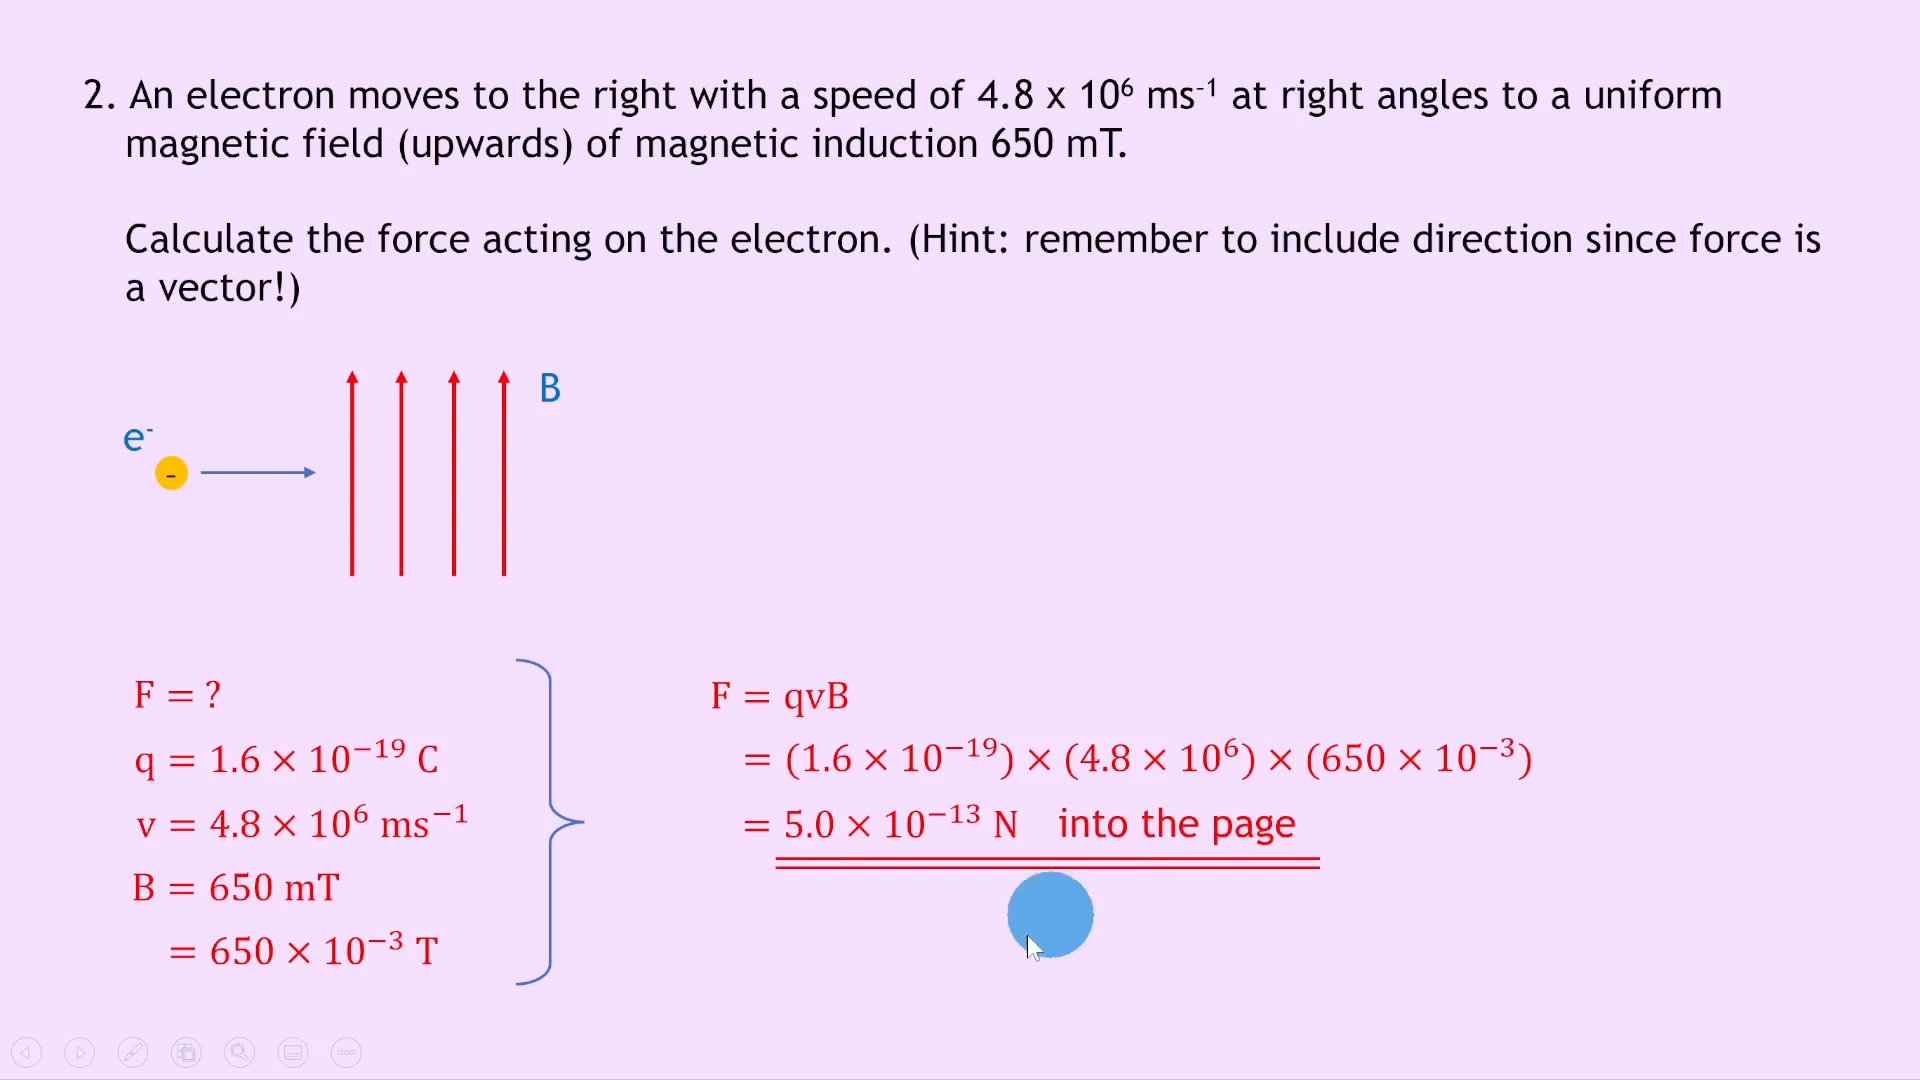 2. An electron moves to the right with a speed of 4.8 x 10⁶ ms⁻¹ at right angles to a uniform
magnetic field (upwards) of magnetic induction 650 mT.
Calculate the force acting on the electron. (Hint: remember to include direction since force is
a vector!)
B
e⁻
-
F = ?
q = 1.6 × 10⁻¹⁹ C
v = 4.8 × 10⁶ ms⁻¹
B = 650 mT
= 650 × 10⁻³ T
F = qvB
= (1.6 × 10⁻¹⁹) × (4.8 × 10⁶) × (650 × 10⁻³)
= 5.0 × 10⁻¹³ N into the page